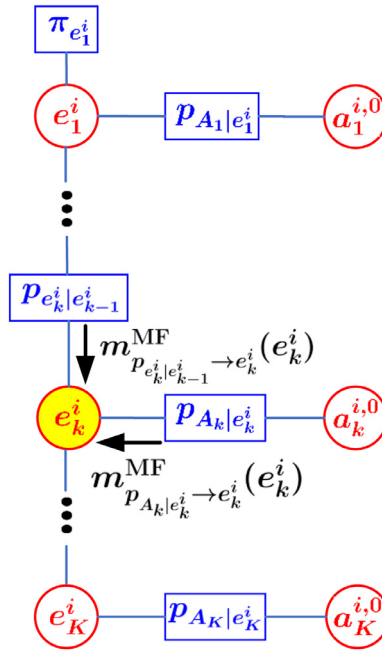 π_{e_1^i}
e_1^i p_{A_1|e_1^i} a_1^{i,0}
p_{e_k^i|e_{k-1}^i}
m^{MF}_{p_{e_k^i|e_{k-1}^i}→e_k^i}(e_k^i)
e_k^i p_{A_k|e_k^i} a_k^{i,0}
m^{MF}_{p_{A_k|e_k^i}→e_k^i}(e_k^i)
e_K^i p_{A_K|e_K^i} a_K^{i,0}